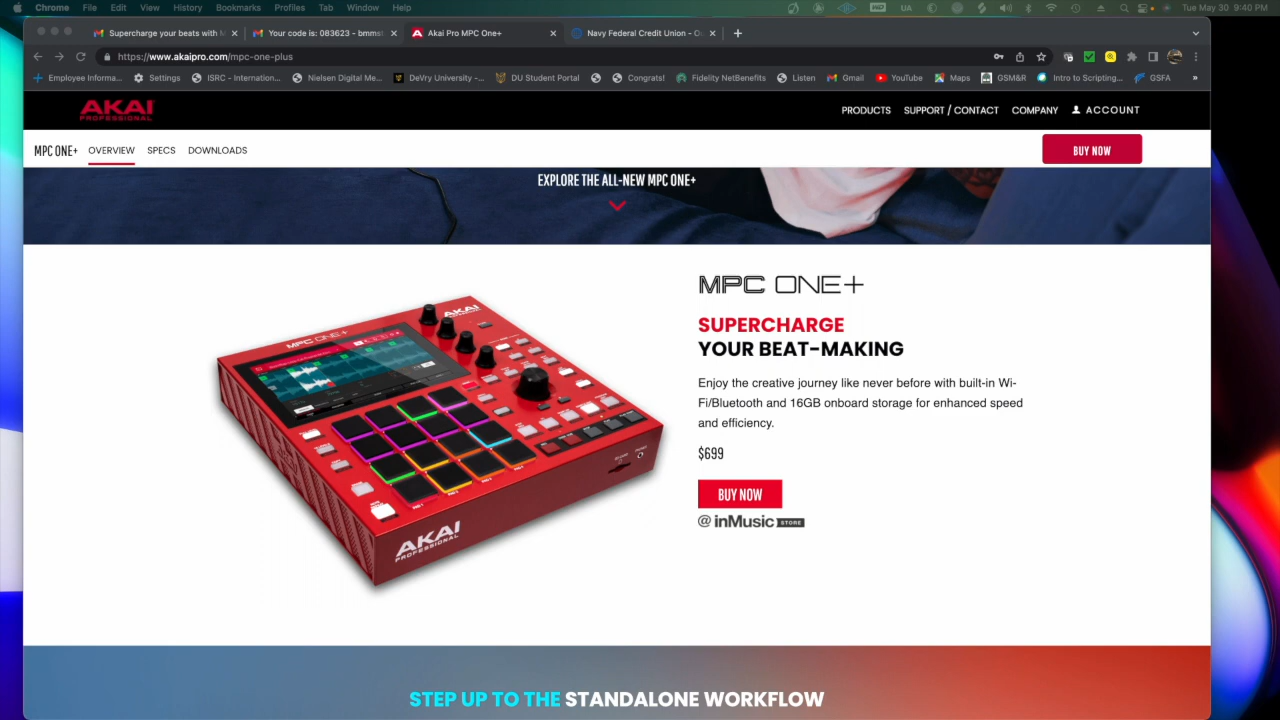 Chrome File Edit View History Bookmarks Profiles Tab Window Help UA Tue May 30 9:40 PM
Supercharge your beats with M
Your code is: 083623 - bmmst
Akai Pro MPC One+
Navy Federal Credit Union - O
https://www.akaipro.com/mpc-one-plus
Employee Informa... Settings ISRC - Internation... Nielsen Digital Me... DeVry University -... DU Student Portal Congrats! Fidelity NetBenefits Listen Gmail YouTube Maps GSM&R Intro to Scripting... GSFA »
AKAI
PROFESSIONAL
PRODUCTS SUPPORT / CONTACT COMPANY ACCOUNT
MPC ONE+ OVERVIEW SPECS DOWNLOADS BUY NOW
EXPLORE THE ALL-NEW MPC ONE+
MPC ONE+
SUPERCHARGE
YOUR BEAT-MAKING
Enjoy the creative journey like never before with built-in Wi-
Fi/Bluetooth and 16GB onboard storage for enhanced speed
and efficiency.
$699
BUY NOW
@ inMusic STORE
MPC ONE+
AKAI
AKAI
PROFESSIONAL
STEP UP TO THE STANDALONE WORKFLOW